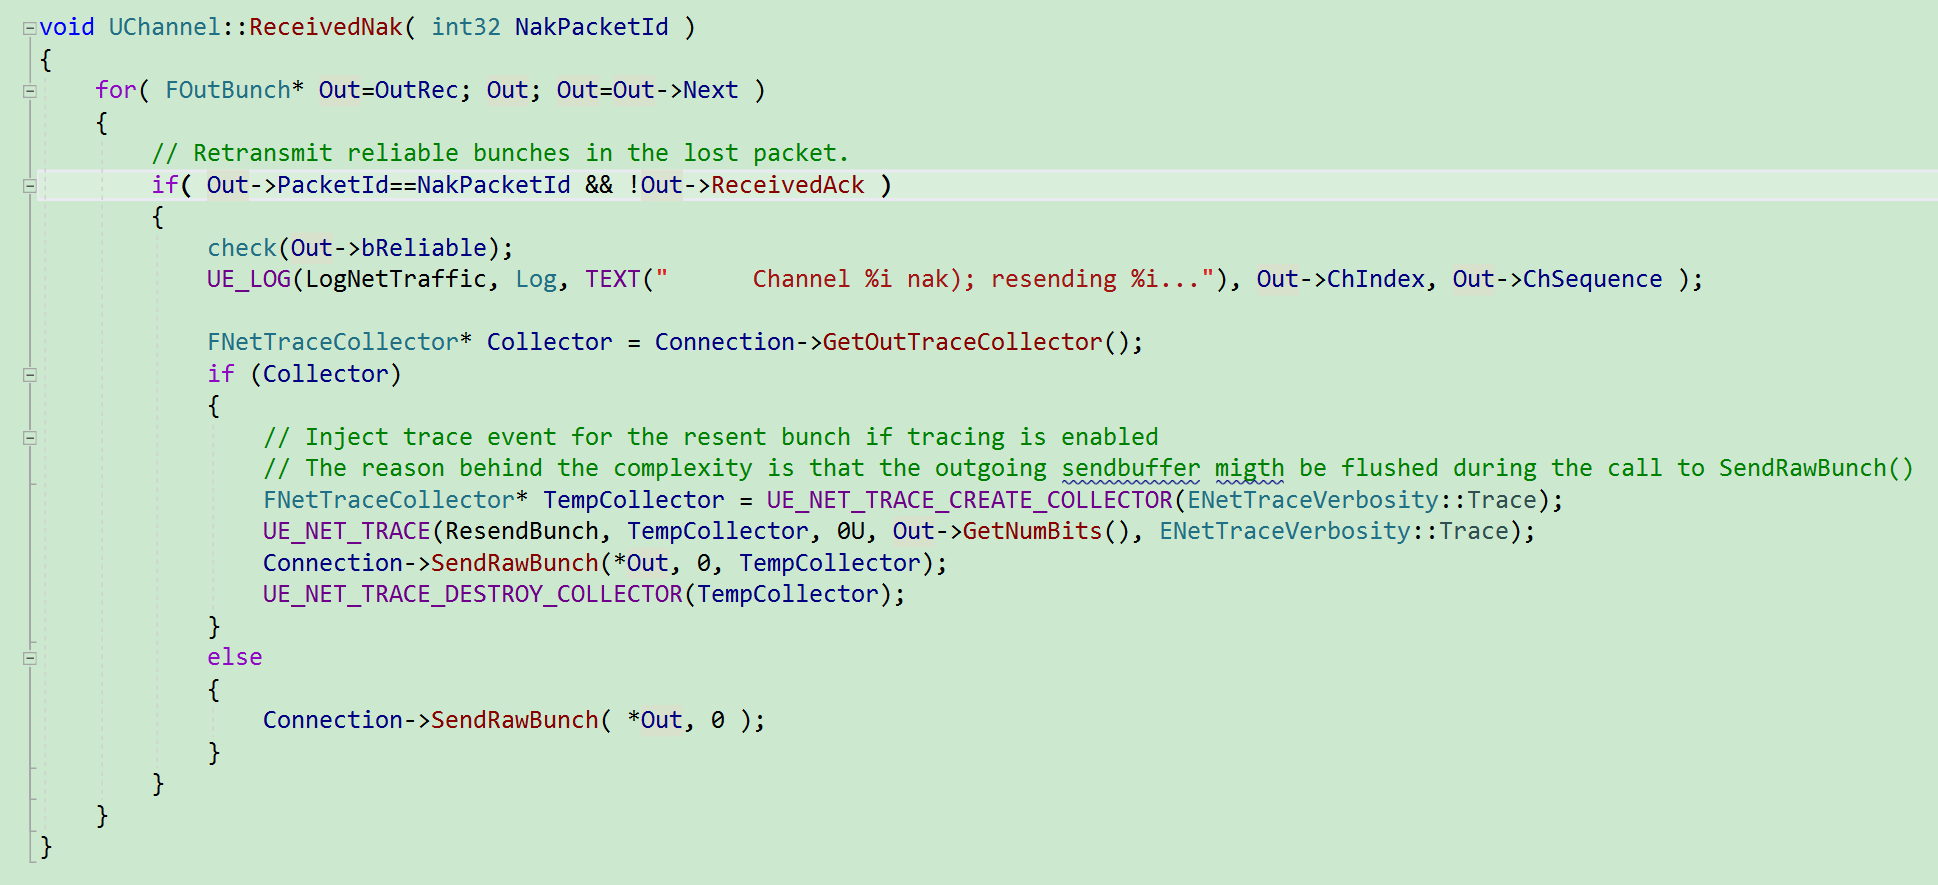 void UChannel::ReceivedNak( int32 NakPacketId )
{
    for( FOutBunch* Out=OutRec; Out; Out=Out->Next )
    {
        // Retransmit reliable bunches in the lost packet.
        if( Out->PacketId==NakPacketId && !Out->ReceivedAck )
        {
            check(Out->bReliable);
            UE_LOG(LogNetTraffic, Log, TEXT("      Channel %i nak); resending %i..."), Out->ChIndex, Out->ChSequence );

            FNetTraceCollector* Collector = Connection->GetOutTraceCollector();
            if (Collector)
            {
                // Inject trace event for the resent bunch if tracing is enabled
                // The reason behind the complexity is that the outgoing sendbuffer migth be flushed during the call to SendRawBunch()
                FNetTraceCollector* TempCollector = UE_NET_TRACE_CREATE_COLLECTOR(ENetTraceVerbosity::Trace);
                UE_NET_TRACE(ResendBunch, TempCollector, 0U, Out->GetNumBits(), ENetTraceVerbosity::Trace);
                Connection->SendRawBunch(*Out, 0, TempCollector);
                UE_NET_TRACE_DESTROY_COLLECTOR(TempCollector);
            }
            else
            {
                Connection->SendRawBunch( *Out, 0 );
            }
        }
    }
}